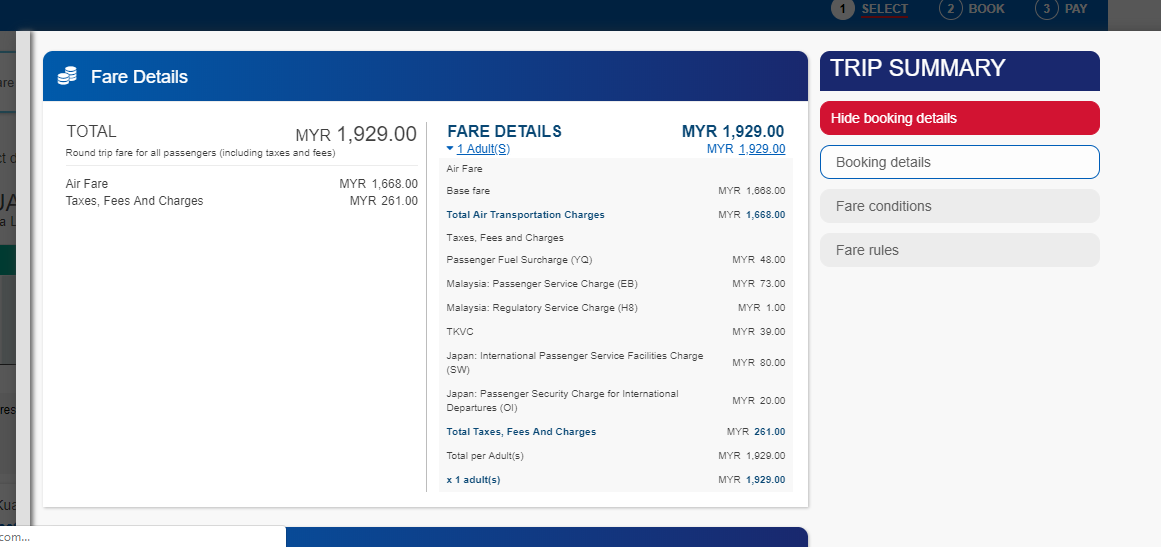 1 SELECT 2 BOOK 3 PAY
Fare Details
TOTAL MYR 1,929.00
Round trip fare for all passengers (including taxes and fees)
Air Fare MYR 1,668.00
Taxes, Fees And Charges MYR 261.00
FARE DETAILS MYR 1,929.00
1 Adult(S) MYR 1,929.00
Air Fare
Base fare MYR 1,668.00
Total Air Transportation Charges MYR 1,668.00
Taxes, Fees and Charges
Passenger Fuel Surcharge (YQ) MYR 48.00
Malaysia: Passenger Service Charge (EB) MYR 73.00
Malaysia: Regulatory Service Charge (H8) MYR 1.00
TKVC MYR 39.00
Japan: International Passenger Service Facilities Charge
(SW) MYR 80.00
Japan: Passenger Security Charge for International
Departures (OI) MYR 20.00
Total Taxes, Fees And Charges MYR 261.00
Total per Adult(s) MYR 1,929.00
x 1 adult(s) MYR 1,929.00
TRIP SUMMARY
Hide booking details
Booking details
Fare conditions
Fare rules
com...